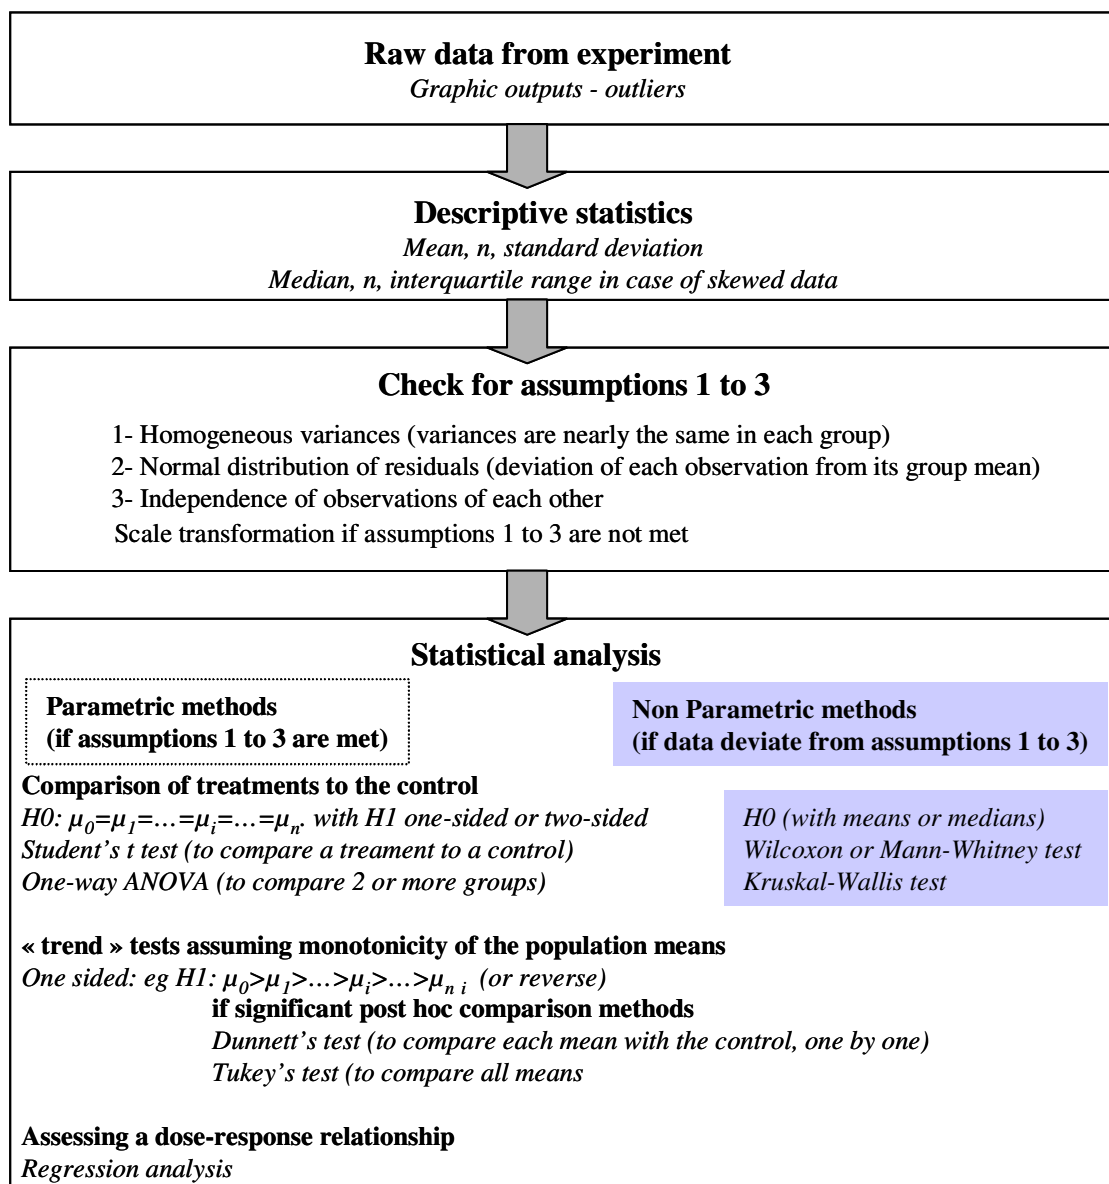 Raw data from experiment
Graphic outputs - outliers
Descriptive statistics
Mean, n, standard deviation
Median, n, interquartile range in case of skewed data
Check for assumptions 1 to 3
1- Homogeneous variances (variances are nearly the same in each group)
2- Normal distribution of residuals (deviation of each observation from its group mean)
3- Independence of observations of each other
Scale transformation if assumptions 1 to 3 are not met
Statistical analysis
Parametric methods
(if assumptions 1 to 3 are met)
Non Parametric methods
(if data deviate from assumptions 1 to 3)
Comparison of treatments to the control
H0: μ0=μ1=…=μi=…=μn. with H1 one-sided or two-sided
Student's t test (to compare a treament to a control)
One-way ANOVA (to compare 2 or more groups)
H0 (with means or medians)
Wilcoxon or Mann-Whitney test
Kruskal-Wallis test
« trend » tests assuming monotonicity of the population means
One sided: eg H1: μ0>μ1>…>μi>…>μn i (or reverse)
if significant post hoc comparison methods
Dunnett's test (to compare each mean with the control, one by one)
Tukey's test (to compare all means
Assessing a dose-response relationship
Regression analysis